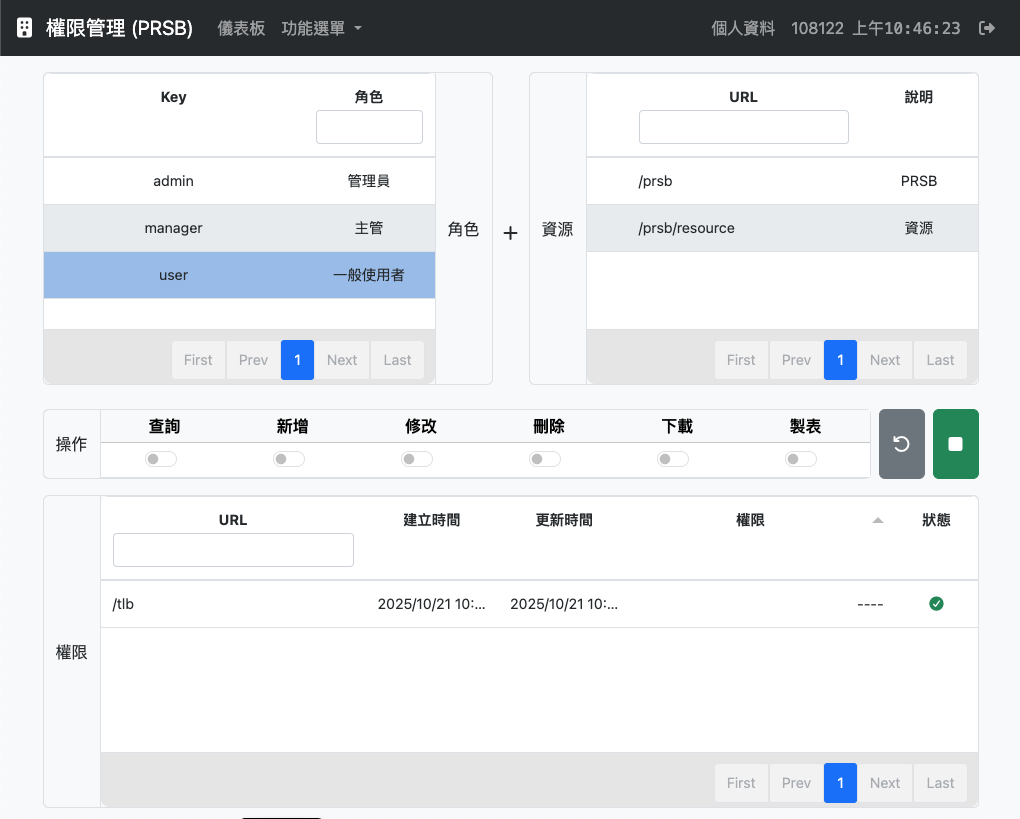 權限管理 (PRSB) 儀表板 功能選單 個人資料 108122 上午10:46:23
Key 角色
admin 管理員
manager 主管
user 一般使用者
First Prev 1 Next Last
角色
+
資源
URL 說明
/prsb PRSB
/prsb/resource 資源
First Prev 1 Next Last
操作
查詢 新增 修改 刪除 下載 製表
權限
URL 建立時間 更新時間 權限 狀態
/tlb 2025/10/21 10:... 2025/10/21 10:... ----
First Prev 1 Next Last